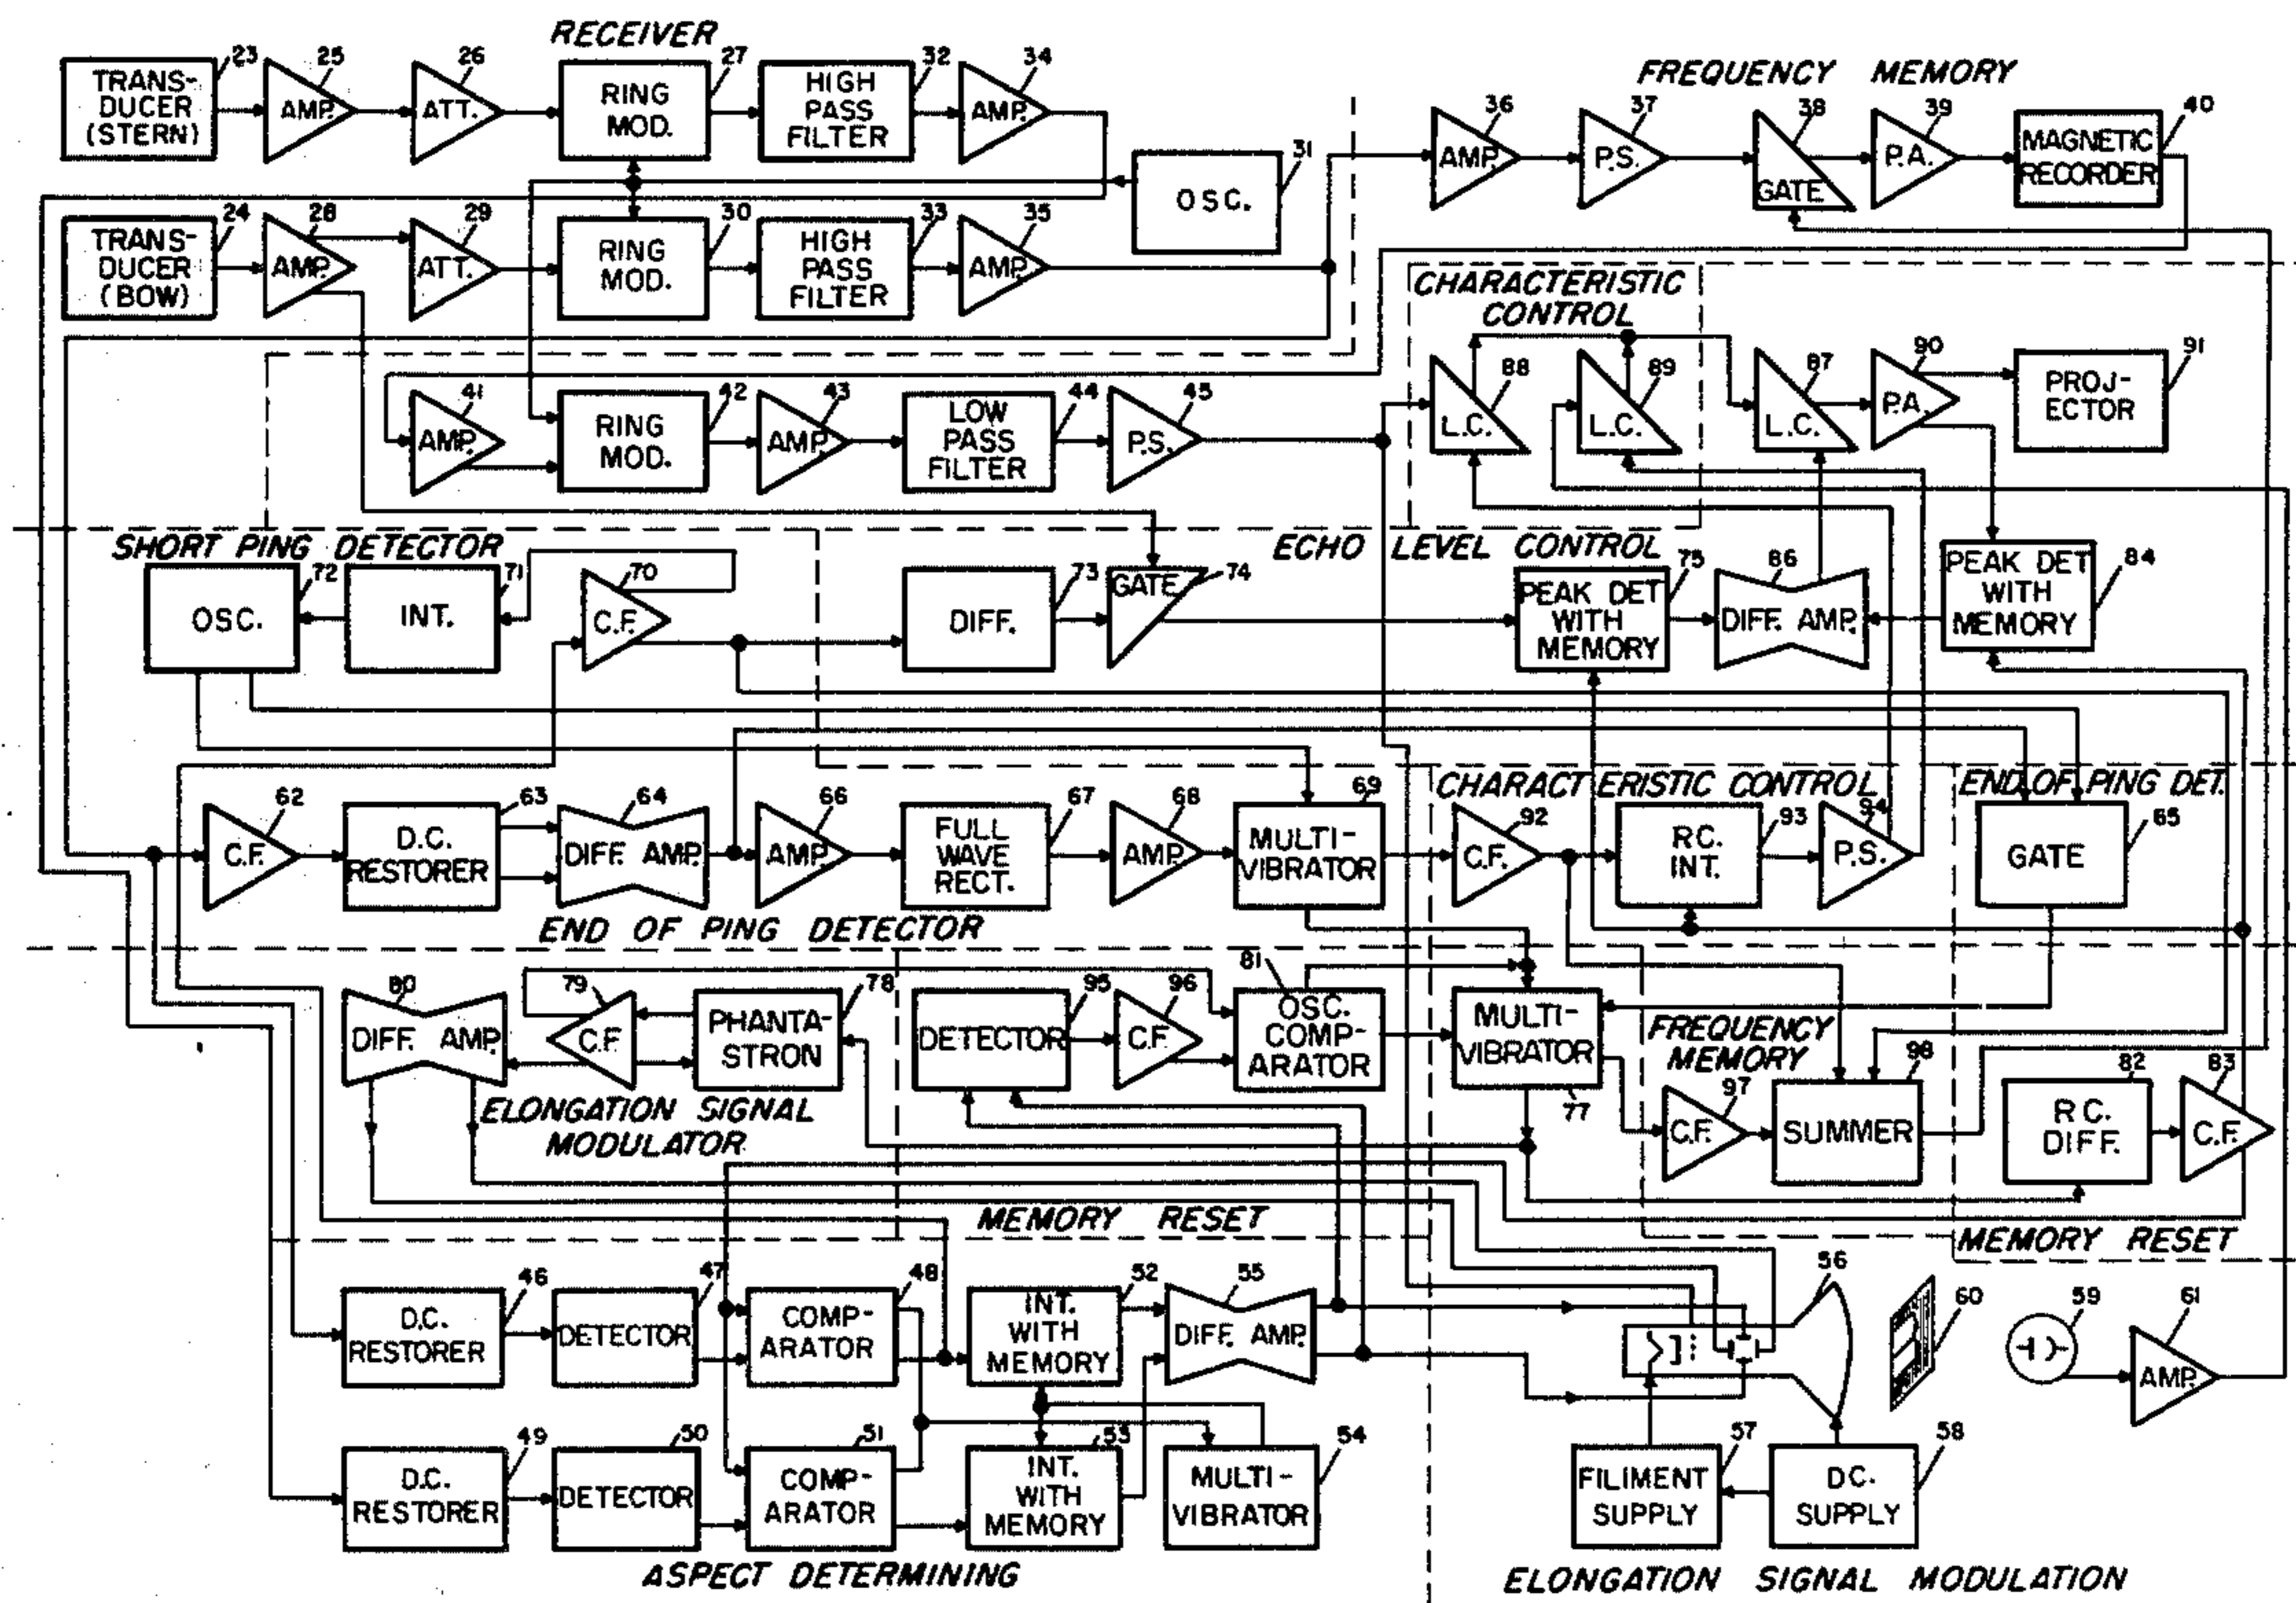 RECEIVER
TRANS-
DUCER
(STERN)
23
AMP.
25
ATT.
26
RING
MOD.
27
HIGH
PASS
FILTER
32
AMP.
34
OSC.
31
FREQUENCY MEMORY
AMP.
36
P.S.
37
GATE
38
P.A.
39
MAGNETIC
RECORDER
40
TRANS-
DUCER
(BOW)
24
AMP.
28
ATT.
29
RING
MOD.
30
HIGH
PASS
FILTER
33
AMP.
35
CHARACTERISTIC
CONTROL
AMP.
41
RING
MOD.
42
AMP.
43
LOW
PASS
FILTER
44
P.S.
45
L.C.
88
L.C.
89
L.C.
87
P.A.
90
PROJ-
ECTOR
91
SHORT PING DETECTOR
OSC.
72
INT.
71
C.F.
70
ECHO LEVEL CONTROL
DIFF.
73
GATE
74
PEAK DET
WITH
MEMORY
75
DIFF. AMP.
86
PEAK DET
WITH
MEMORY
84
C.F.
62
D.C.
RESTORER
63
DIFF. AMP.
64
AMP.
66
FULL
WAVE
RECT.
67
AMP.
68
MULTI-
VIBRATOR
69
END OF PING DETECTOR
CHARACTERISTIC CONTROL
C.F.
92
RC.
INT.
93
P.S.
94
END OF PING DET.
GATE
65
DIFF. AMP.
80
C.F.
79
PHANTA-
STRON
78
ELONGATION SIGNAL
MODULATOR
DETECTOR
95
C.F.
96
OSC.
COMP-
ARATOR
81
MULTI-
VIBRATOR
77
FREQUENCY
MEMORY
C.F.
97
SUMMER
98
RC.
DIFF.
82
C.F.
83
MEMORY RESET
MEMORY RESET
D.C.
RESTORER
46
DETECTOR
47
COMP-
ARATOR
48
INT.
WITH
MEMORY
52
DIFF. AMP.
55
56
60
59
AMP.
61
D.C.
RESTORER
49
DETECTOR
50
COMP-
ARATOR
51
INT.
WITH
MEMORY
53
MULTI-
VIBRATOR
54
FILIMENT
SUPPLY
57
DC.
SUPPLY
58
ASPECT DETERMINING
ELONGATION SIGNAL MODULATION